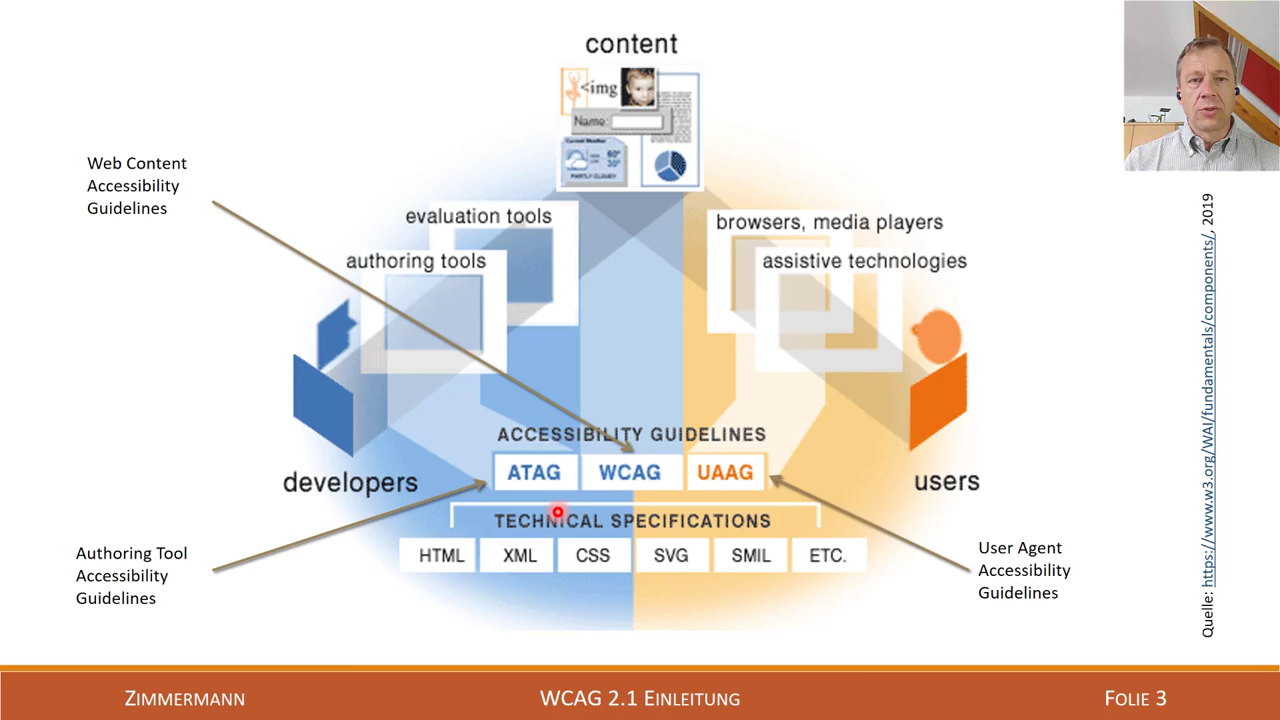 content
<img
Name:
Web Content
Accessibility
Guidelines
evaluation tools
authoring tools
browsers, media players
assistive technologies
developers
users
ACCESSIBILITY GUIDELINES
ATAG WCAG UAAG
TECHNICAL SPECIFICATIONS
HTML XML CSS SVG SMIL ETC.
Authoring Tool
Accessibility
Guidelines
User Agent
Accessibility
Guidelines
Quelle: https://www.w3.org/WAI/fundamentals/components/, 2019
ZIMMERMANN
WCAG 2.1 EINLEITUNG
FOLIE 3